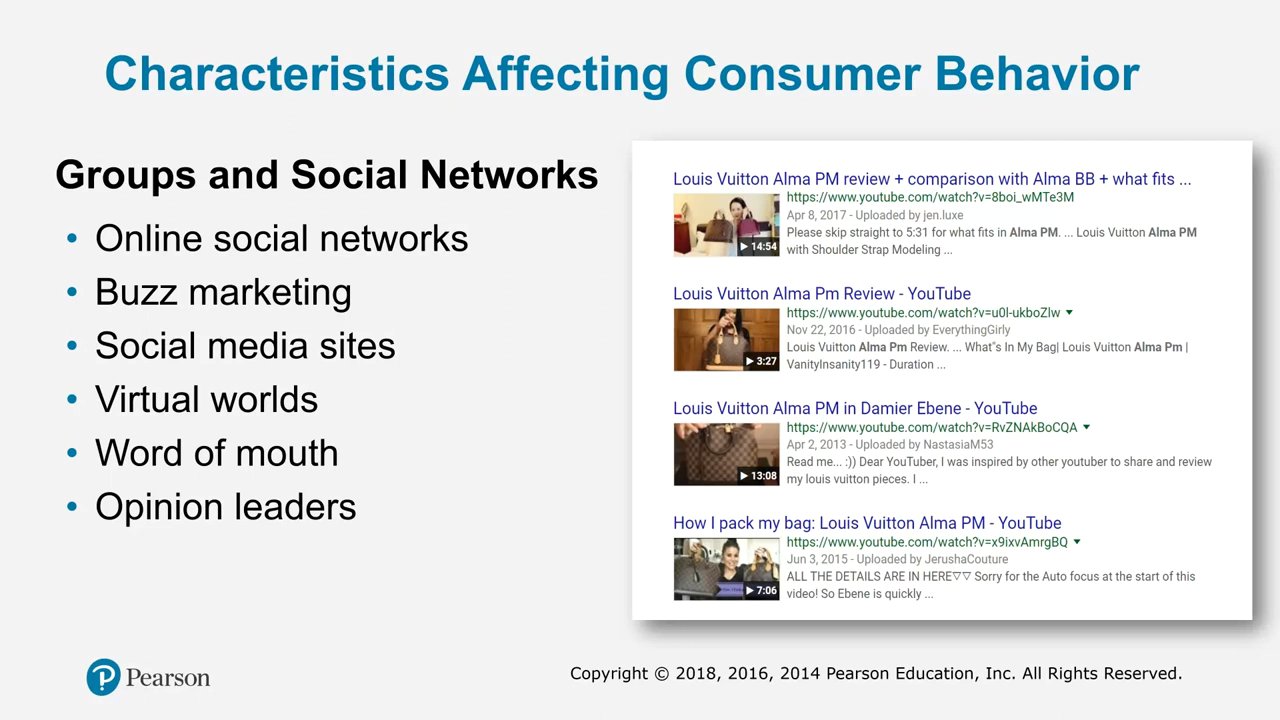 Characteristics Affecting Consumer Behavior
Groups and Social Networks
• Online social networks
• Buzz marketing
• Social media sites
• Virtual worlds
• Word of mouth
• Opinion leaders
Louis Vuitton Alma PM review + comparison with Alma BB + what fits ...
https://www.youtube.com/watch?v=8boi_wMTe3M
Apr 8, 2017 - Uploaded by jen.luxe
Please skip straight to 5:31 for what fits in Alma PM. ... Louis Vuitton Alma PM
with Shoulder Strap Modeling ...
14:54
Louis Vuitton Alma Pm Review - YouTube
https://www.youtube.com/watch?v=u0l-ukboZlw
Nov 22, 2016 - Uploaded by EverythingGirly
Louis Vuitton Alma Pm Review. ... What"s In My Bag| Louis Vuitton Alma Pm |
VanityInsanity119 - Duration ...
3:27
Louis Vuitton Alma PM in Damier Ebene - YouTube
https://www.youtube.com/watch?v=RvZNAkBoCQA
Apr 2, 2013 - Uploaded by NastasiaM53
Read me... :)) Dear YouTuber, I was inspired by other youtuber to share and review
my louis vuitton pieces. I ...
13:08
How I pack my bag: Louis Vuitton Alma PM - YouTube
https://www.youtube.com/watch?v=x9ixvAmrgBQ
Jun 3, 2015 - Uploaded by JerushaCouture
ALL THE DETAILS ARE IN HERE▽▽ Sorry for the Auto focus at the start of this
video! So Ebene is quickly ...
7:06
Pearson
Copyright © 2018, 2016, 2014 Pearson Education, Inc. All Rights Reserved.